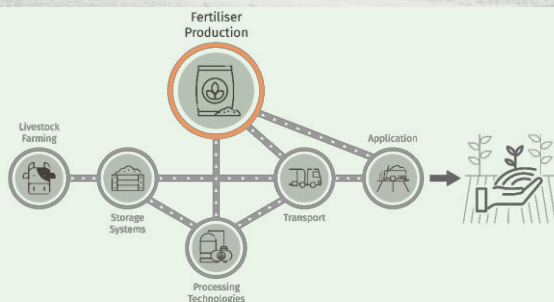 Fertiliser
Production
Livestock
Farming
Application
Storage
Systems
Transport
Processing
Technologies